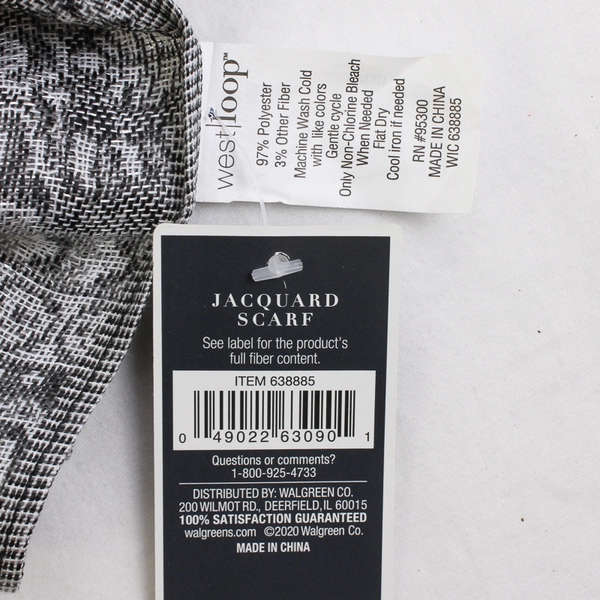 west|loop™
97% Polyester
3% Other Fiber
Machine Wash Cold
with like colors
Gentle cycle
Only Non-Chlorine Bleach
When Needed
Flat Dry
Cool Iron if needed
RN #95300
MADE IN CHINA
WIC 638885
JACQUARD
SCARF
See label for the product's
full fiber content.
ITEM 638885
0 49022 63090 1
Questions or comments?
1-800-925-4733
DISTRIBUTED BY: WALGREEN CO.
200 WILMOT RD., DEERFIELD, IL 60015
100% SATISFACTION GUARANTEED
walgreens.com ©2020 Walgreen Co.
MADE IN CHINA